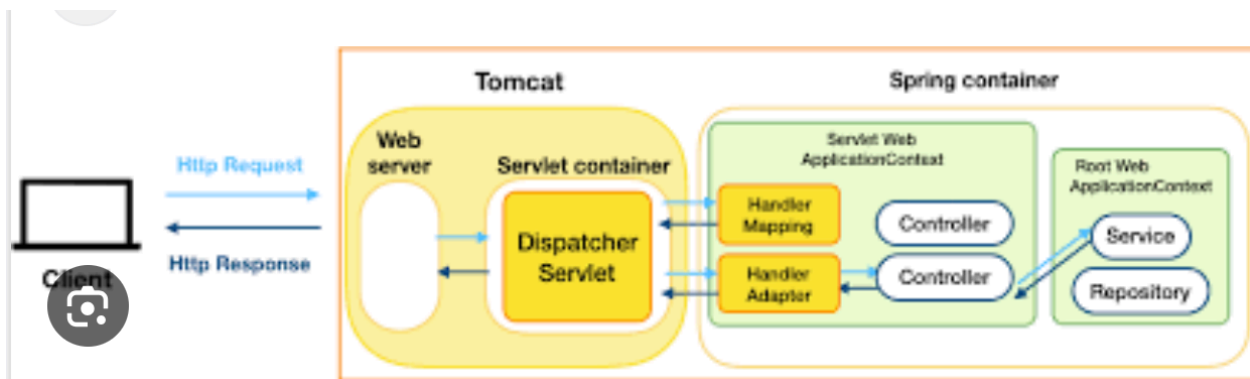 Tomcat
Spring container
Web
server
Servlet container
Servlet Web
ApplicationContext
Root Web
ApplicationContext
Http Request
Http Response
Client
Dispatcher
Servlet
Handler
Mapping
Handler
Adapter
Controller
Controller
Service
Repository